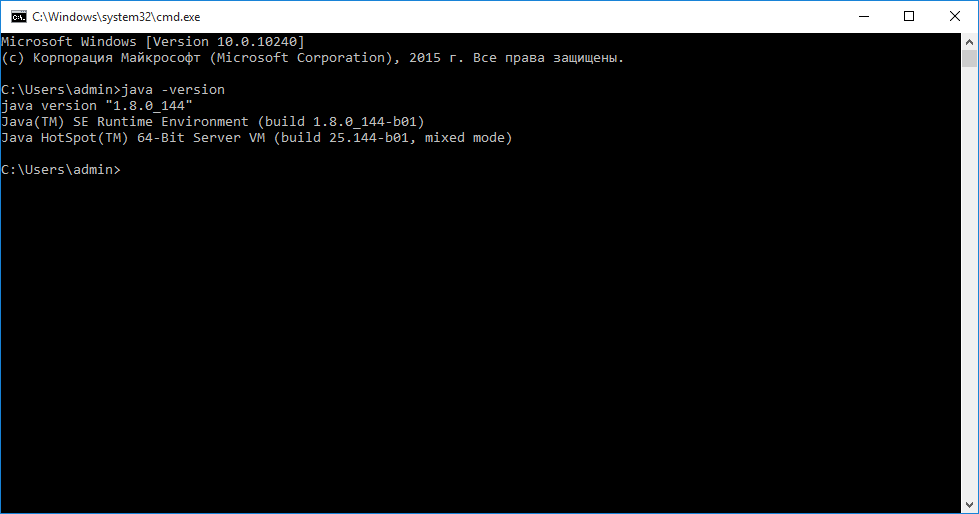 C:\Windows\system32\cmd.exe
Microsoft Windows [Version 10.0.10240]
(c) Корпорация Майкрософт (Microsoft Corporation), 2015 г. Все права защищены.
C:\Users\admin>java -version
java version "1.8.0_144"
Java(TM) SE Runtime Environment (build 1.8.0_144-b01)
Java HotSpot(TM) 64-Bit Server VM (build 25.144-b01, mixed mode)
C:\Users\admin>